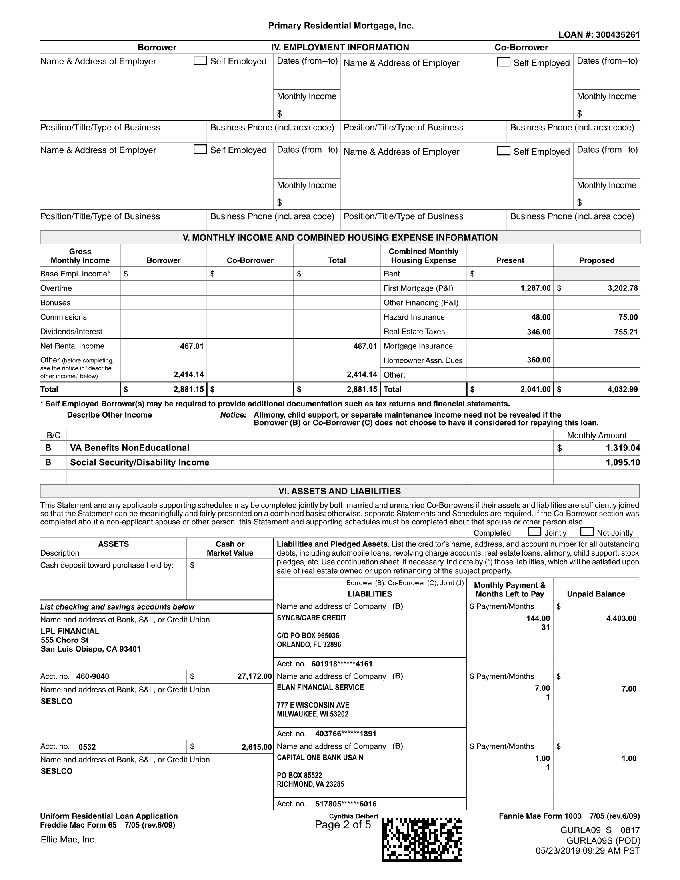 Primary Residential Mortgage, Inc.
LOAN #: 300435261
Borrower IV. EMPLOYMENT INFORMATION Co-Borrower
Name & Address of Employer Self Employed Dates (from–to) Name & Address of Employer Self Employed Dates (from–to)
Monthly Income Monthly Income
$ $
Position/Title/Type of Business Business Phone (incl. area code) Position/Title/Type of Business Business Phone (incl. area code)
Name & Address of Employer Self Employed Dates (from–to) Name & Address of Employer Self Employed Dates (from–to)
Monthly Income Monthly Income
$ $
Position/Title/Type of Business Business Phone (incl. area code) Position/Title/Type of Business Business Phone (incl. area code)
V. MONTHLY INCOME AND COMBINED HOUSING EXPENSE INFORMATION
Gross Monthly Income Borrower Co-Borrower Total Combined Monthly Housing Expense Present Proposed
Base Empl. Income* $ $ $ Rent $
Overtime First Mortgage (P&I) 1,287.00 $ 3,202.78
Bonuses Other Financing (P&I)
Commissions Hazard Insurance 48.00 75.00
Dividends/Interest Real Estate Taxes 346.00 755.21
Net Rental Income 467.01 467.01 Mortgage Insurance
Other (before completing, see the notice in "describe other income," below) 2,414.14 2,414.14 Homeowner Assn. Dues 360.00
Other:
Total $ 2,881.15 $ $ 2,881.15 Total $ 2,041.00 $ 4,032.99
* Self Employed Borrower(s) may be required to provide additional documentation such as tax returns and financial statements.
Describe Other Income Notice: Alimony, child support, or separate maintenance income need not be revealed if the
Borrower (B) or Co-Borrower (C) does not choose to have it considered for repaying this loan.
B/C Monthly Amount
B VA Benefits NonEducational $ 1,319.04
B Social Security/Disability Income 1,095.10
VI. ASSETS AND LIABILITIES
This Statement and any applicable supporting schedules may be completed jointly by both married and unmarried Co-Borrowers if their assets and liabilities are sufficiently joined
so that the Statement can be meaningfully and fairly presented on a combined basis; otherwise, separate Statements and Schedules are required. If the Co-Borrower section was
completed about a non-applicant spouse or other person, this Statement and supporting schedules must be completed about that spouse or other person also.
Completed Jointly Not Jointly
ASSETS
Description
Cash or Market Value
Cash deposit toward purchase held by: $
Liabilities and Pledged Assets. List the creditor's name, address, and account number for all outstanding
debts, including automobile loans, revolving charge accounts, real estate loans, alimony, child support, stock
pledges, etc. Use continuation sheet, if necessary. Indicate by (*) those liabilities, which will be satisfied upon
sale of real estate owned or upon refinancing of the subject property.
Borrower (B), Co-Borrower (C), Joint (J)
LIABILITIES Monthly Payment & Months Left to Pay Unpaid Balance
List checking and savings accounts below
Name and address of Bank, S&L, or Credit Union
LPL FINANCIAL
555 Choro St
San Luis Obispo, CA 93401
Acct. no. 460-9040 $ 27,172.00
Name and address of Company (B) $ Payment/Months $
SYNCB/CARE CREDIT 144.00 4,403.00
31
C/O PO BOX 965036
ORLANDO, FL 32896
Acct. no. 601918******4161
Name and address of Bank, S&L, or Credit Union
SESLCO
Acct. no. 0532 $ 2,615.00
Name and address of Company (B) $ Payment/Months $
ELAN FINANCIAL SERVICE 7.00 7.00
1
777 E WISCONSIN AVE
MILWAUKEE, WI 53202
Acct. no. 403766******1891
Name and address of Bank, S&L, or Credit Union
SESLCO
Name and address of Company (B) $ Payment/Months $
CAPITAL ONE BANK USA N 1.00 1.00
1
PO BOX 85522
RICHMOND, VA 23285
Acct. no. 517805******6016
Uniform Residential Loan Application
Freddie Mac Form 65 7/05 (rev.6/09)
Ellie Mae, Inc.
Cynthia Deibert
Page 2 of 5
Fannie Mae Form 1003 7/05 (rev.6/09)
GURLA09_S 0817
GURLA09S (POD)
05/23/2019 09:29 AM PST